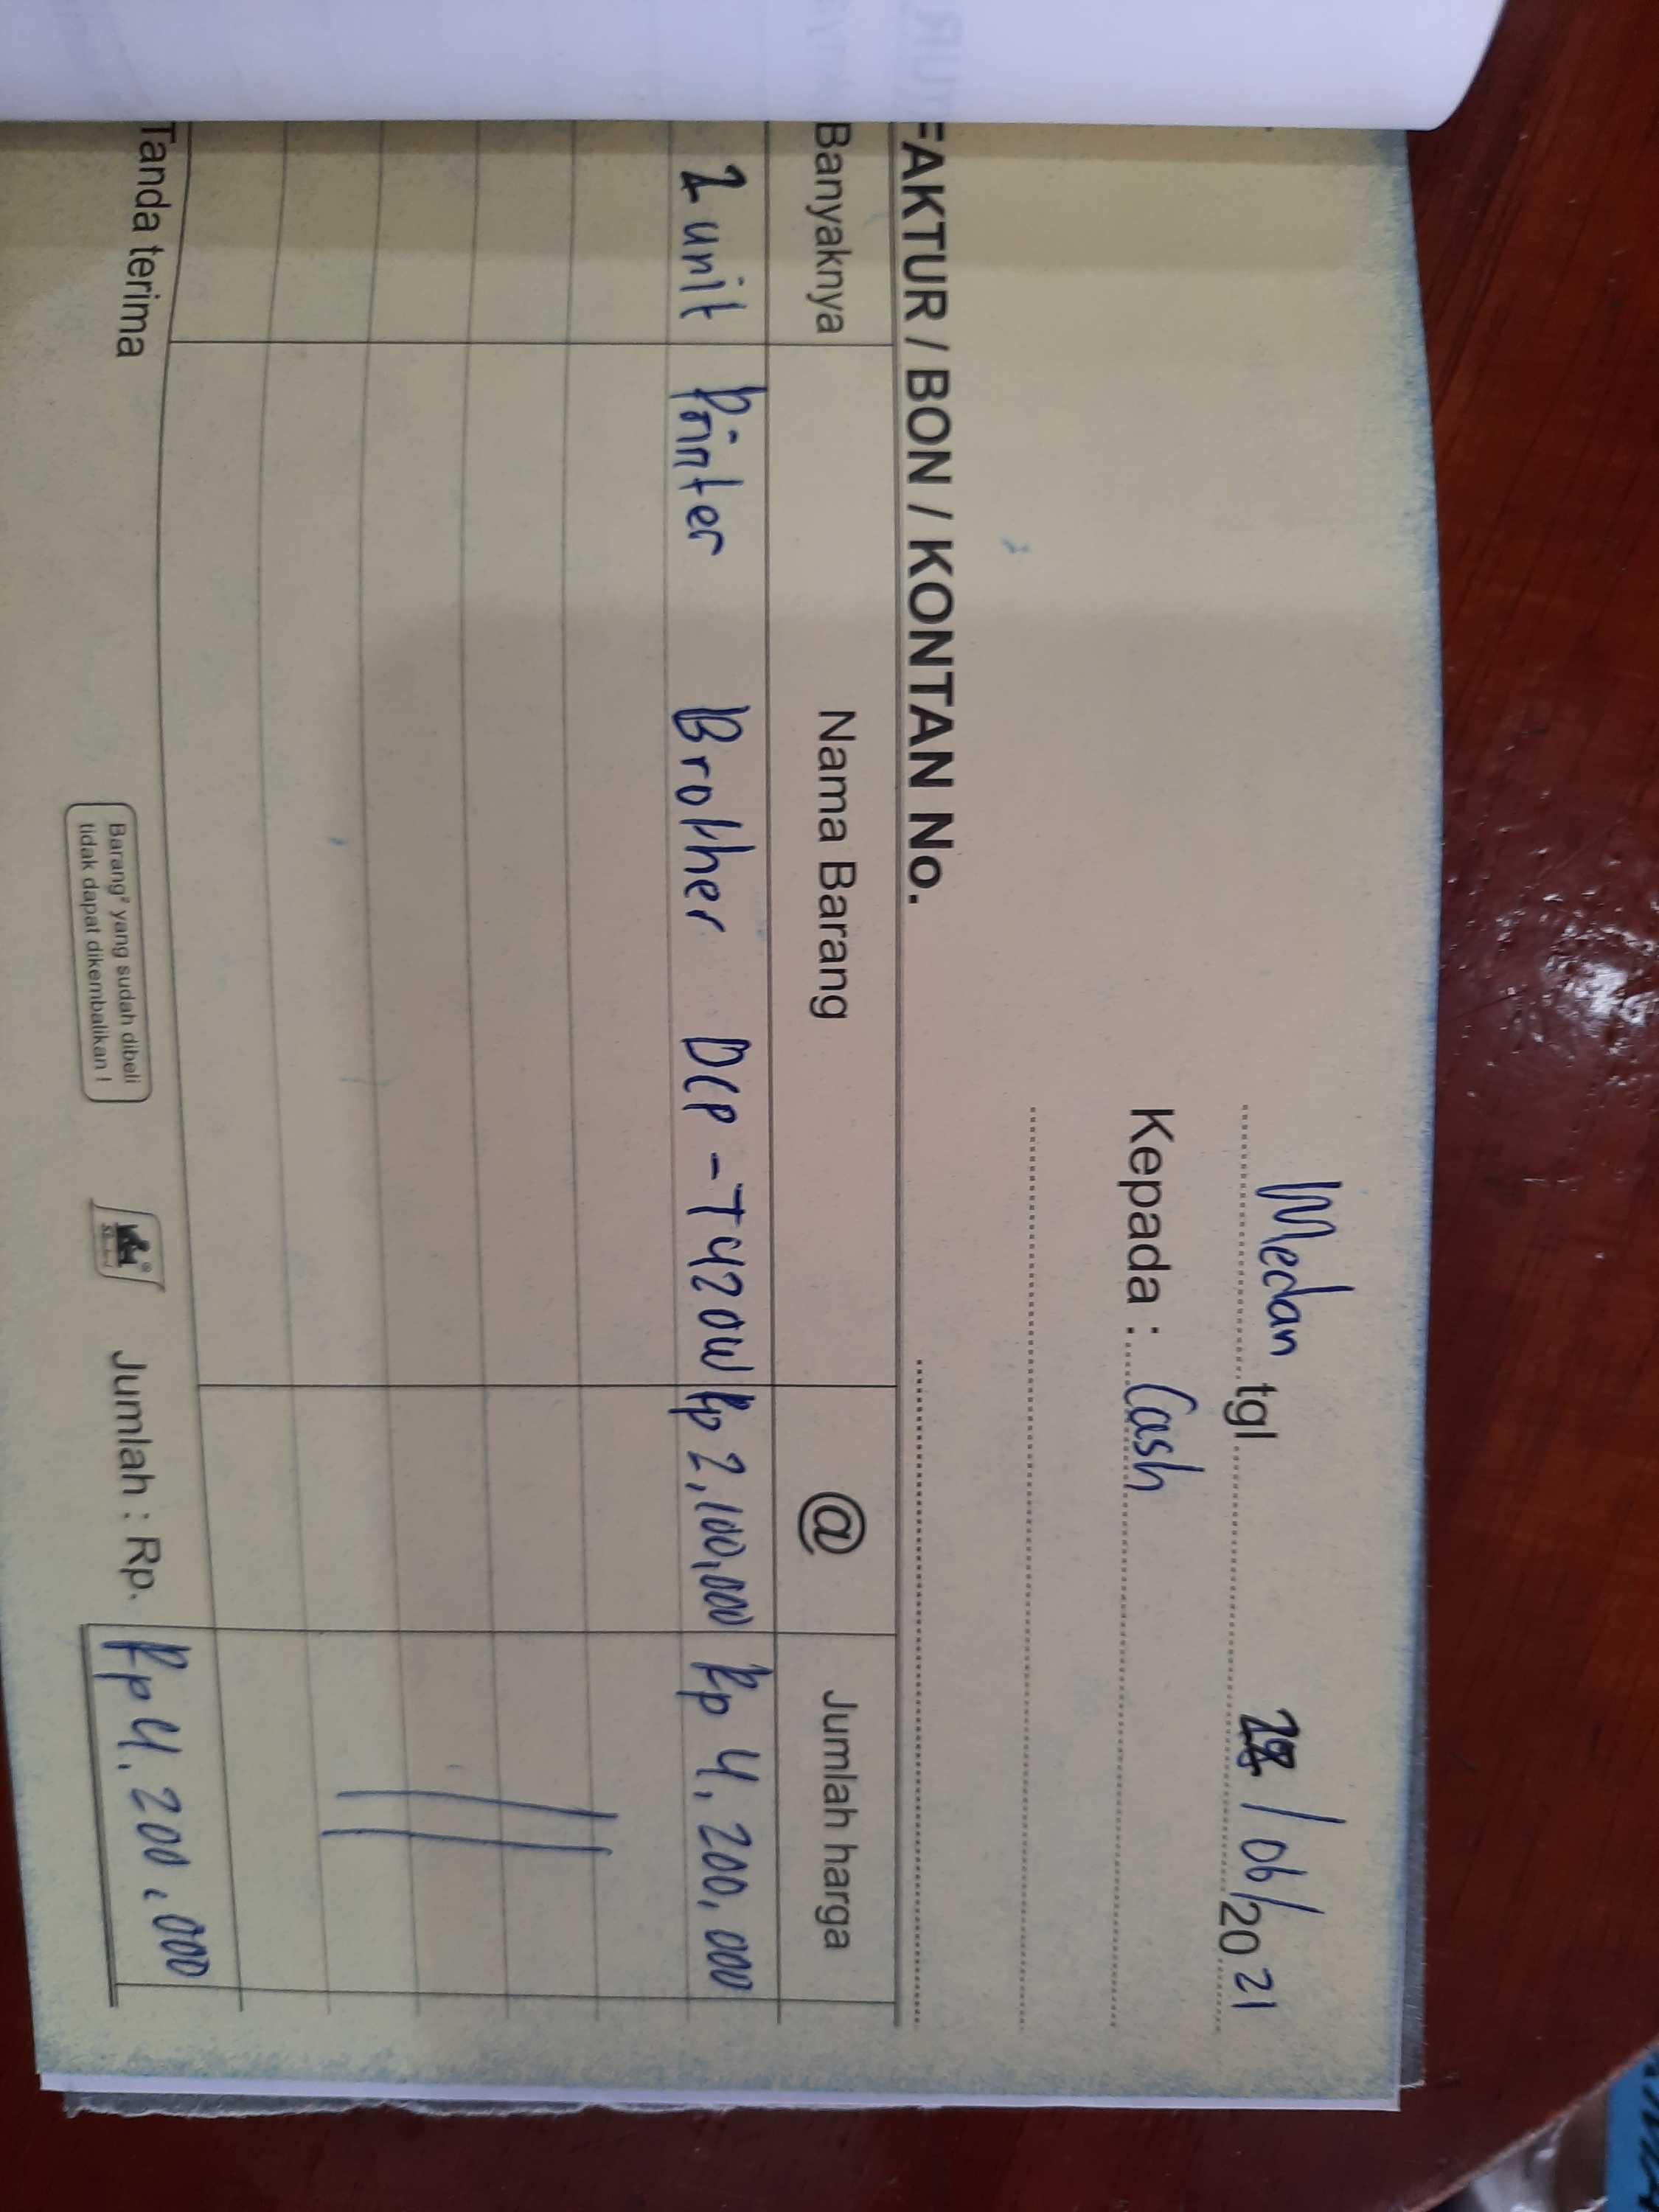 Medan tgl /06/2021
Kepada : Cash
FAKTUR / BON / KONTAN No.
Banyaknya Nama Barang @ Jumlah harga
2 unit Printer Brother DCP-T420W Rp 2,100,000 Rp 4,200,000
Tanda terima Jumlah : Rp. Rp 4,200,000
Barang² yang sudah dibeli
tidak dapat dikembalikan !